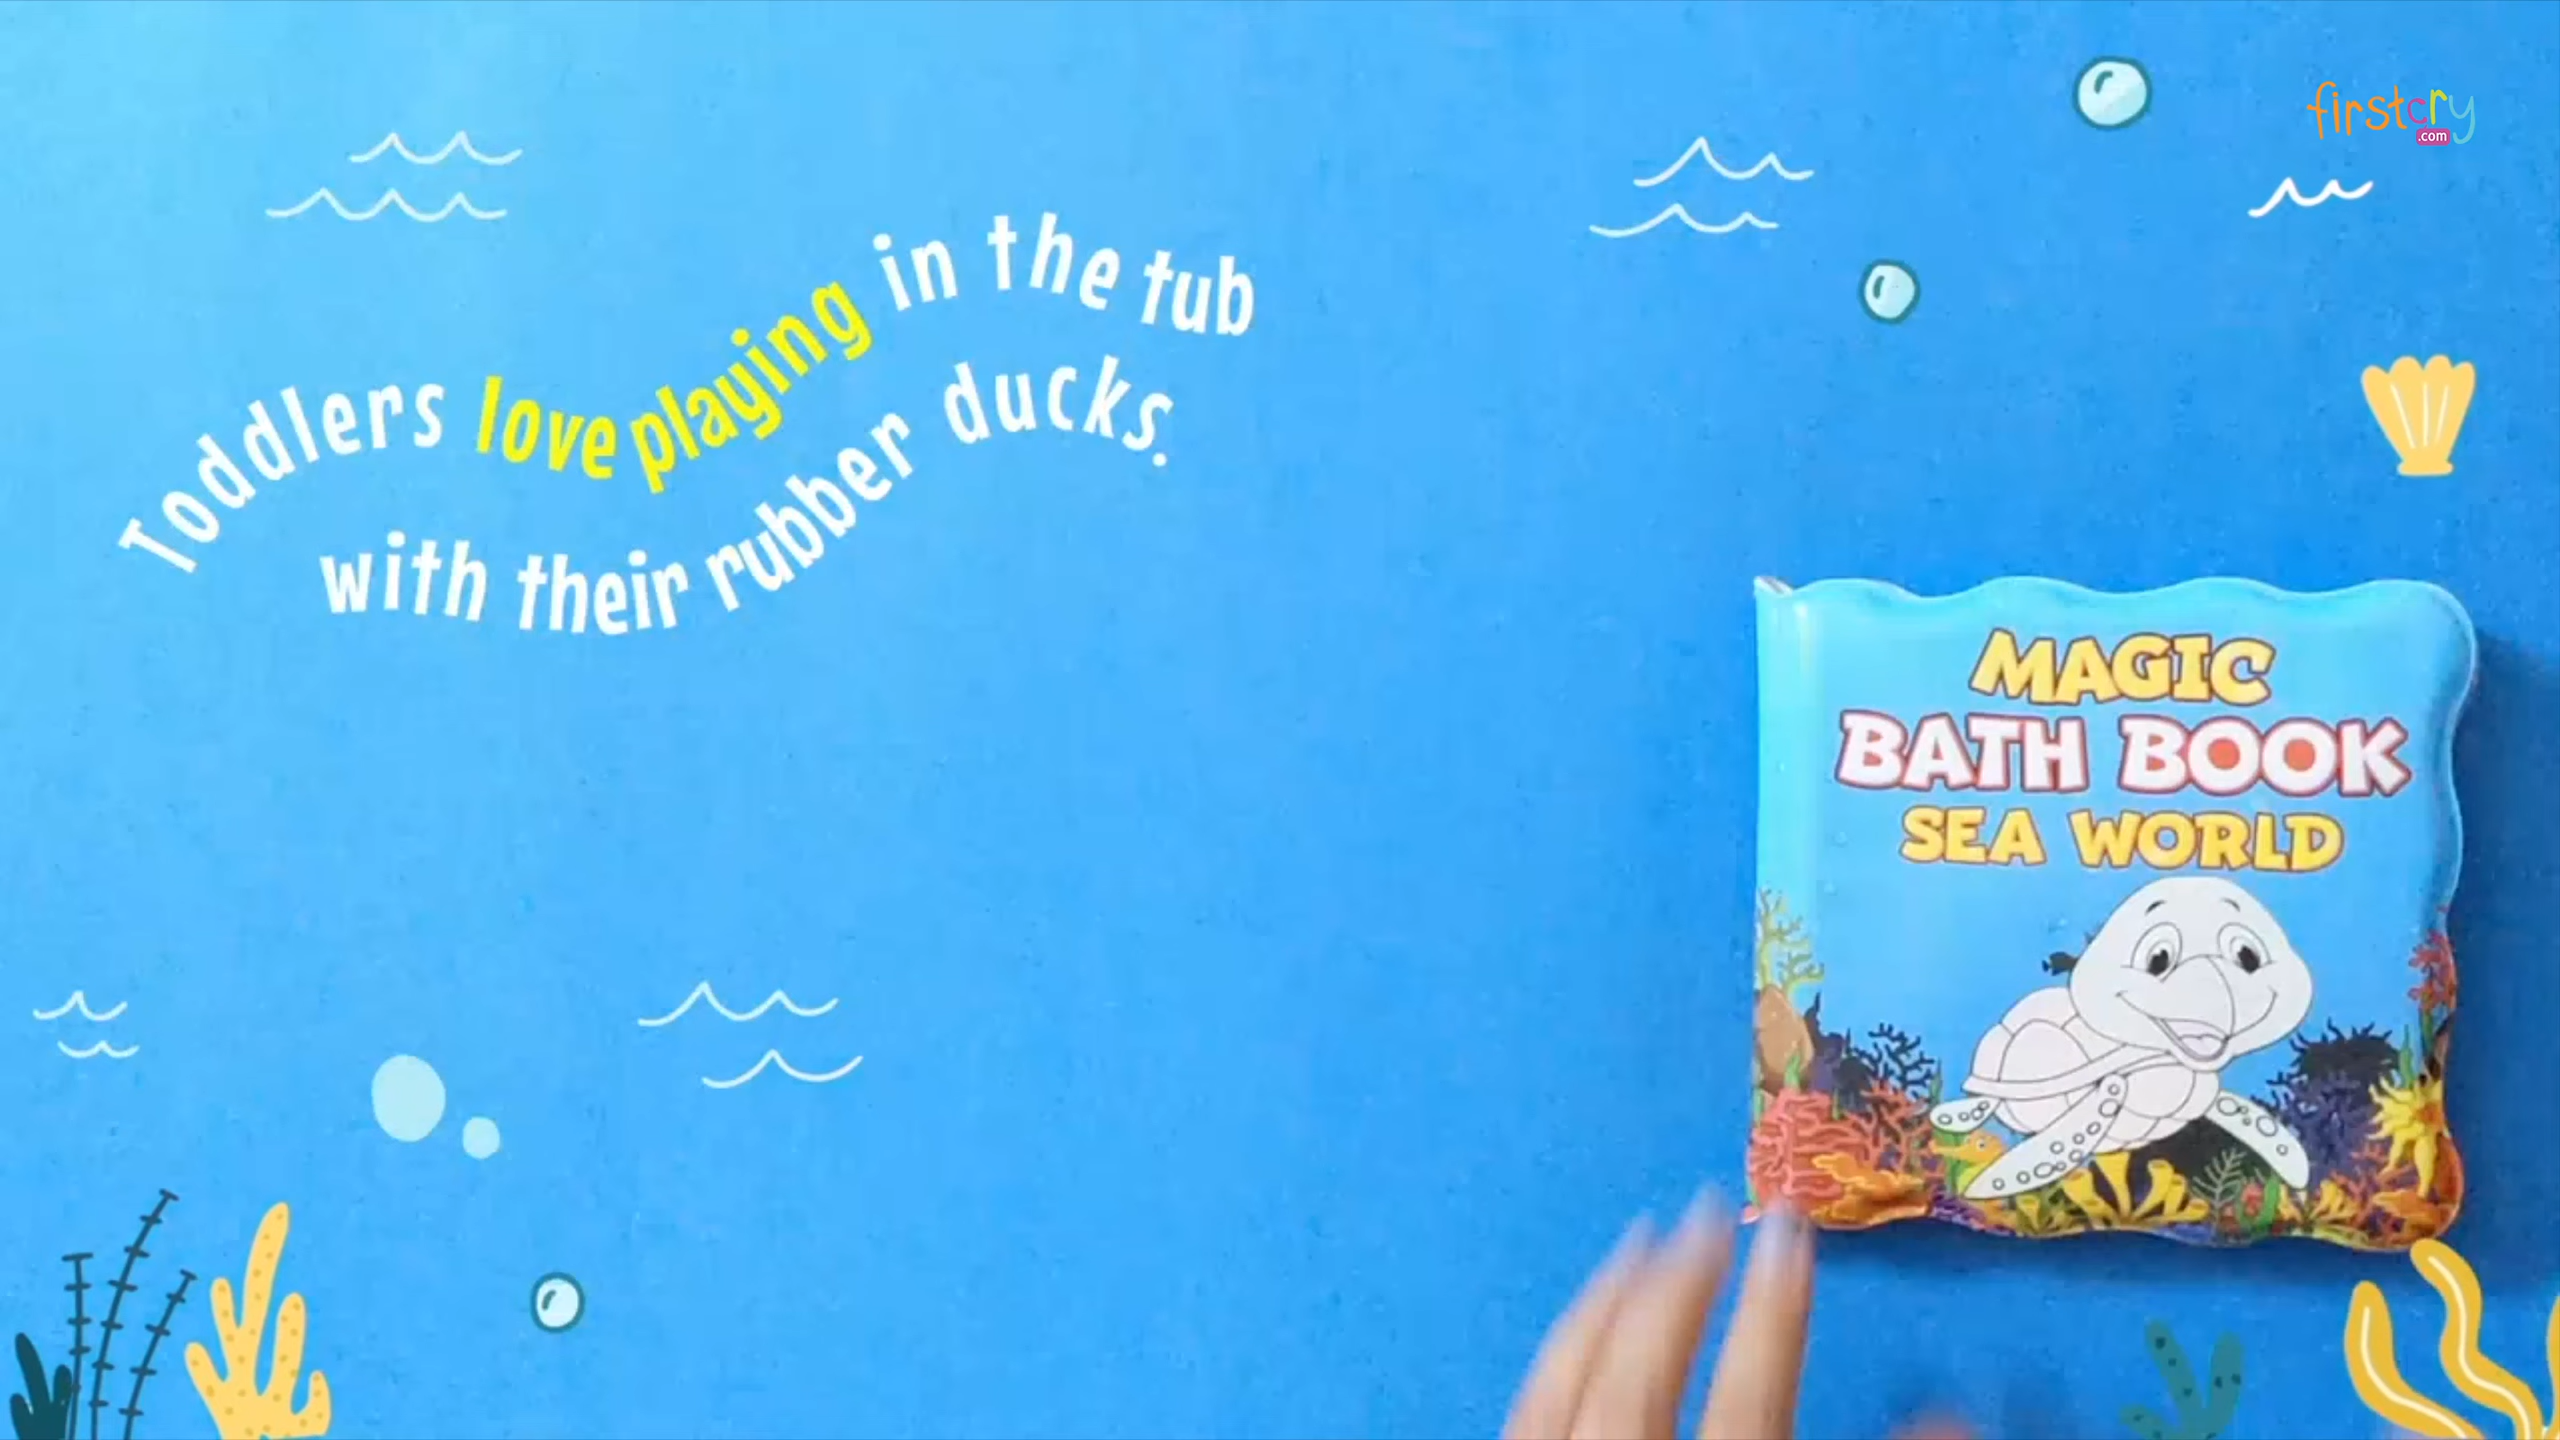 firstcry
.com
Toddlers love playing in the tub
with their rubber ducks.
MAGIC
BATH BOOK
SEA WORLD